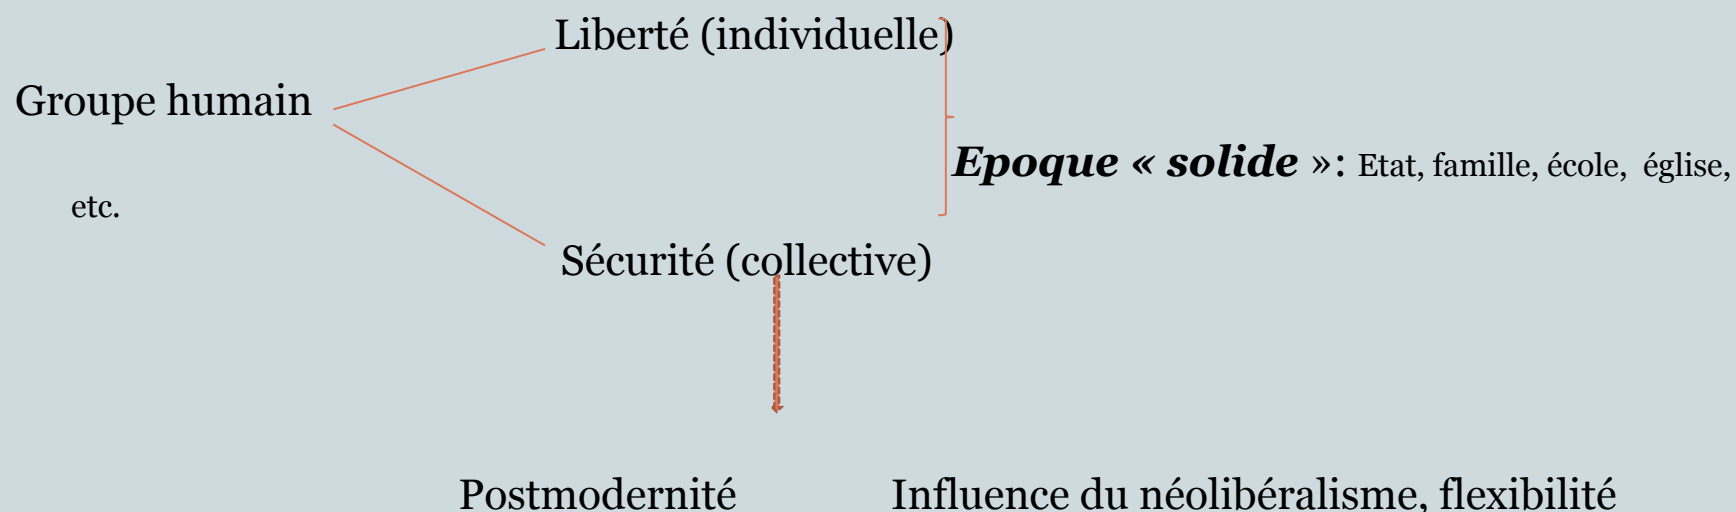 Liberté (individuelle)
Groupe humain
Epoque « solide »: Etat, famille, école, église,
etc.
Sécurité (collective)
Postmodernité Influence du néolibéralisme, flexibilité